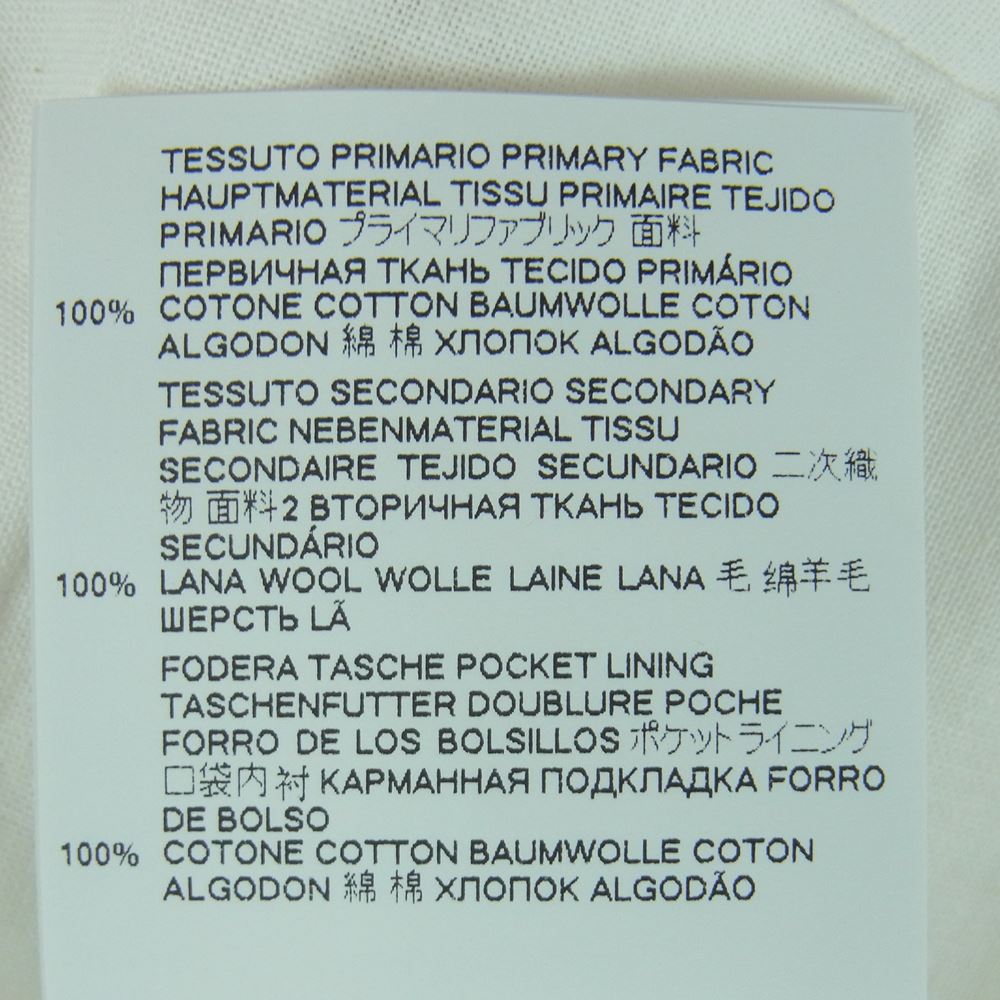 TESSUTO PRIMARIO PRIMARY FABRIC
HAUPTMATERIAL TISSU PRIMAIRE TEJIDO
PRIMARIO プライマリファブリック 面料
ПЕРВИЧНАЯ ТКАНЬ TECIDO PRIMÁRIO
100% COTONE COTTON BAUMWOLLE COTON
ALGODON 綿 棉 ХЛОПОК ALGODÃO
TESSUTO SECONDARIO SECONDARY
FABRIC NEBENMATERIAL TISSU
SECONDAIRE TEJIDO SECUNDARIO 二次織
物 面料2 ВТОРИЧНАЯ ТКАНЬ TECIDO
SECUNDÁRIO
100% LANA WOOL WOLLE LAINE LANA 毛 绵羊毛
ШЕРСТЬ LÃ
FODERA TASCHE POCKET LINING
TASCHENFUTTER DOUBLURE POCHE
FORRO DE LOS BOLSILLOS ポケットライニング
口袋内衬 КАРМАННАЯ ПОДКЛАДКА FORRO
DE BOLSO
100% COTONE COTTON BAUMWOLLE COTON
ALGODON 綿 棉 ХЛОПОК ALGODÃO